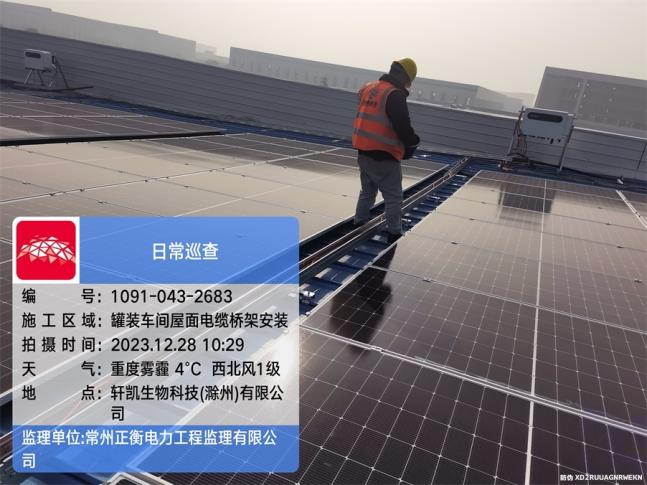 日常巡查
编 号: 1091-043-2683
施工区域: 罐装车间屋面电缆桥架安装
拍摄时间: 2023.12.28 10:29
天 气: 重度雾霾 4°C 西北风1级
地 点: 轩凯生物科技(滁州)有限公
司
监理单位:常州正衡电力工程监理有限公
司
防伪 XD2RUUAGNRWEKN